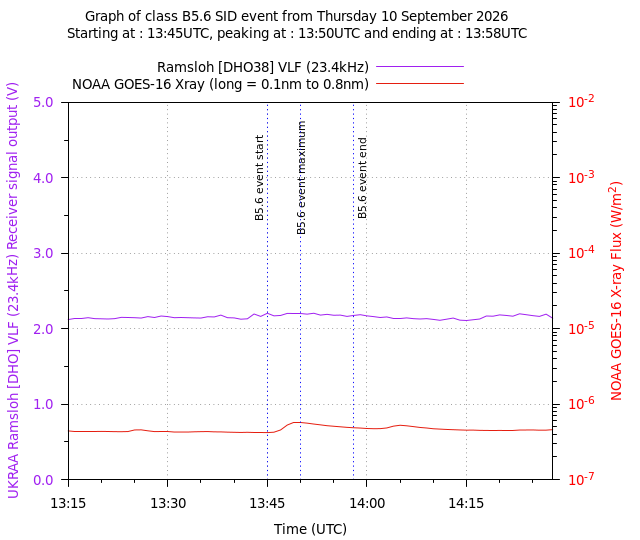 Graph of class B5.6 SID event from Thursday 10 September 2026
Starting at : 13:45UTC, peaking at : 13:50UTC and ending at : 13:58UTC
Ramsloh [DHO38] VLF (23.4kHz)
NOAA GOES-16 Xray (long = 0.1nm to 0.8nm)
UKRAA Ramsloh [DHO] VLF (23.4kHz) Receiver signal output (V)
5.0
4.0
3.0
2.0
1.0
0.0
B5.6 event start
B5.6 event maximum
B5.6 event end
10-2
10-3
10-4
10-5
10-6
10-7
NOAA GOES-16 X-ray Flux (W/m2)
13:15 13:30 13:45 14:00 14:15
Time (UTC)